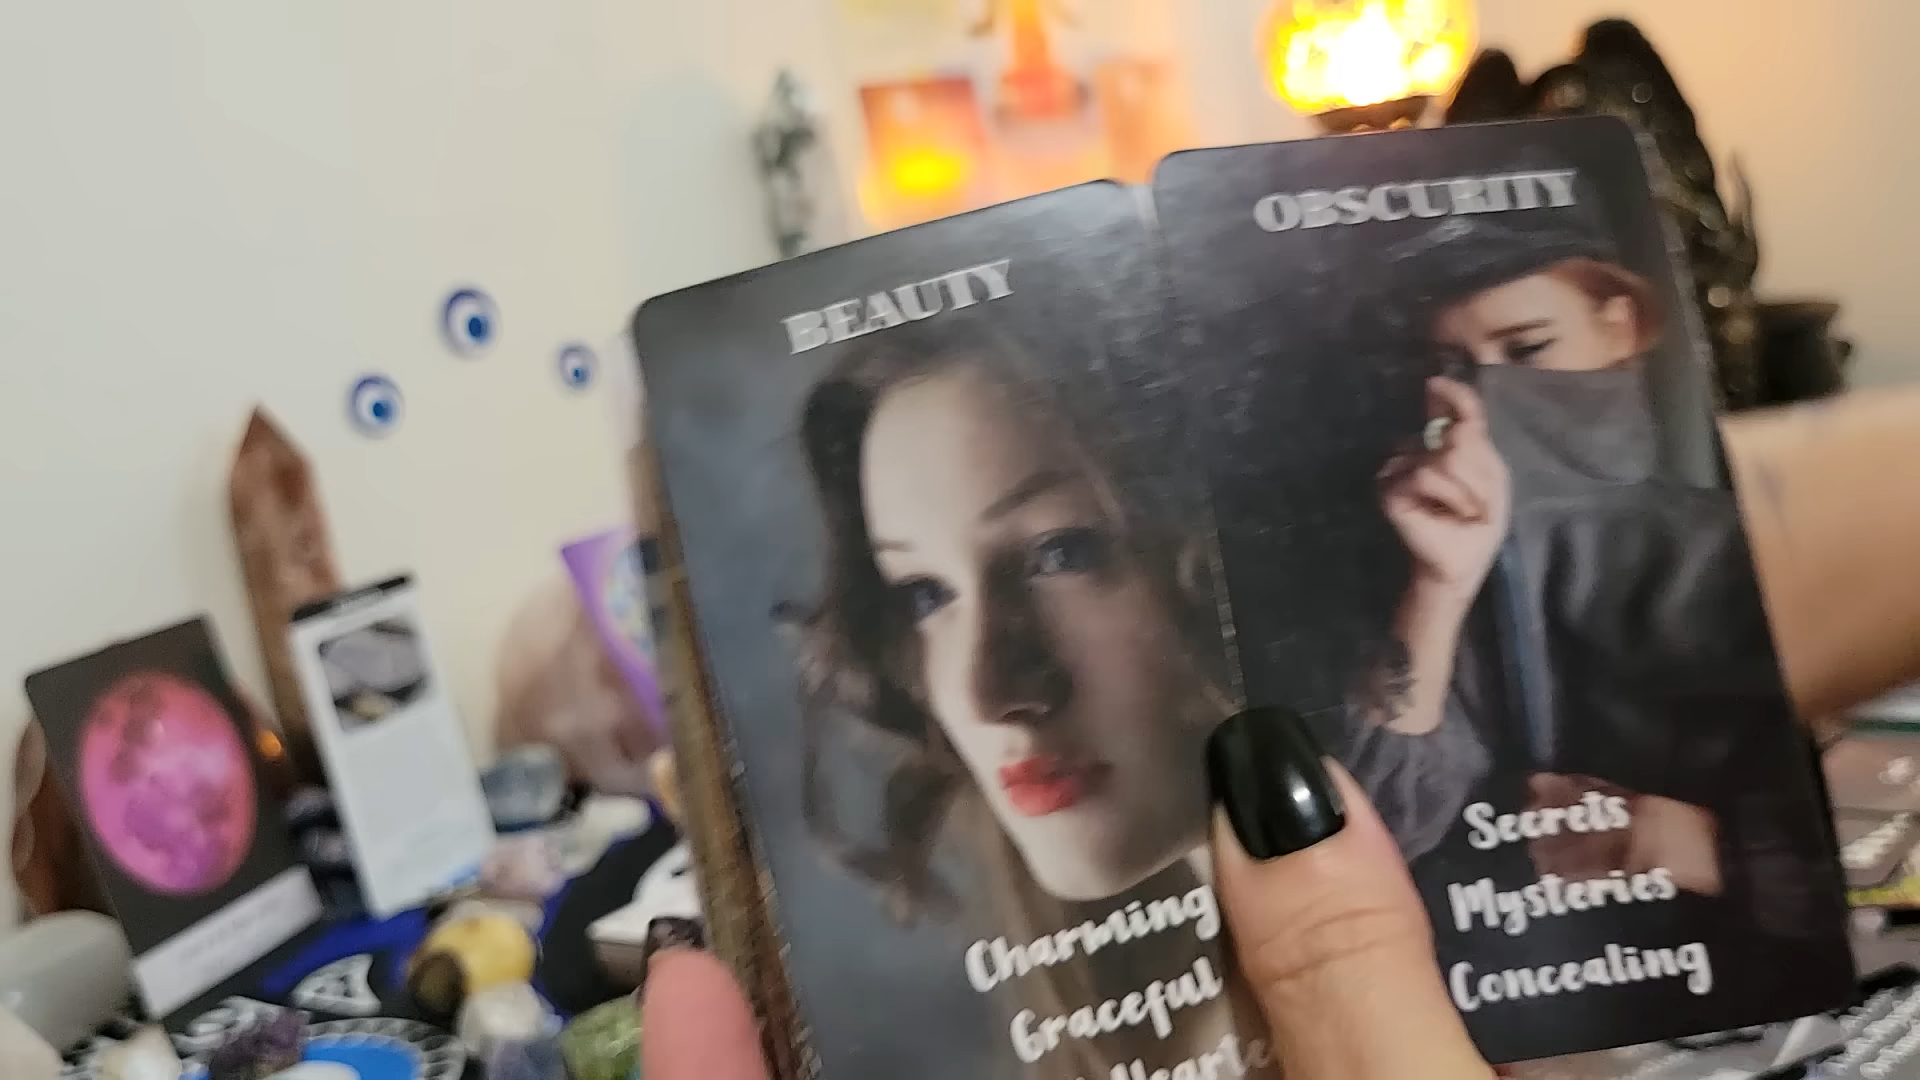 BEAUTY
Charming
Graceful
OBSCURITY
Secrets
Mysteries
Concealing